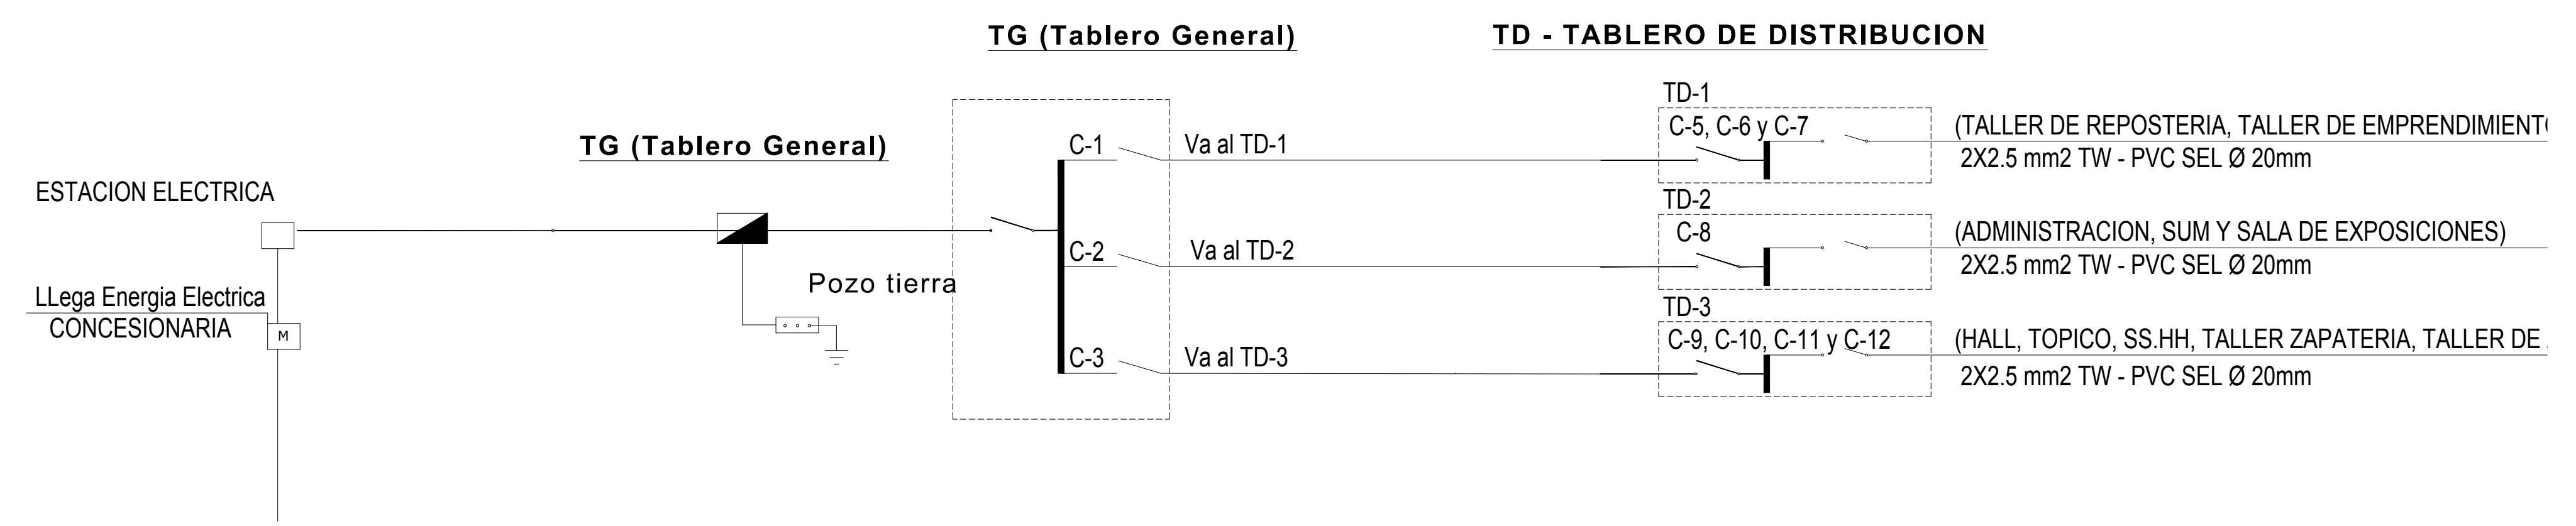 TG (Tablero General)
TD - TABLERO DE DISTRIBUCION
TG (Tablero General)
ESTACION ELECTRICA
LLega Energia Electrica
CONCESIONARIA
M
Pozo tierra
C-1
Va al TD-1
C-2
Va al TD-2
C-3
Va al TD-3
TD-1
C-5, C-6 y C-7
(TALLER DE REPOSTERIA, TALLER DE EMPRENDIMIENTO
2X2.5 mm2 TW - PVC SEL Ø 20mm
TD-2
C-8
(ADMINISTRACION, SUM Y SALA DE EXPOSICIONES)
2X2.5 mm2 TW - PVC SEL Ø 20mm
TD-3
C-9, C-10, C-11 y C-12
(HALL, TOPICO, SS.HH, TALLER ZAPATERIA, TALLER DE
2X2.5 mm2 TW - PVC SEL Ø 20mm